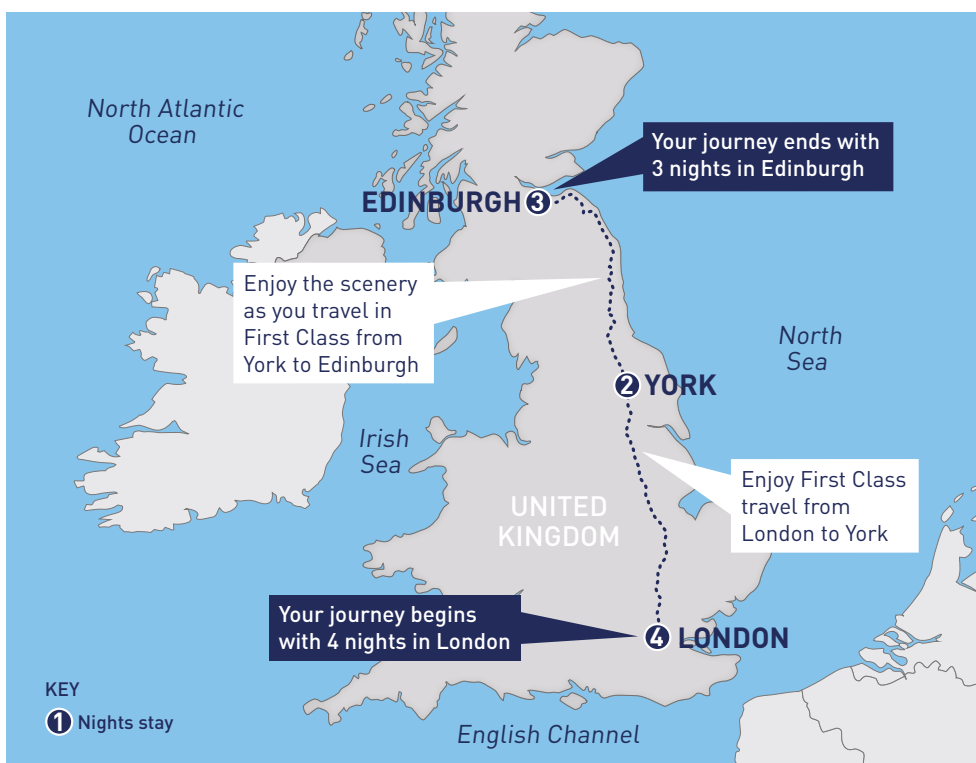 North Atlantic
Ocean
Your journey ends with
3 nights in Edinburgh
EDINBURGH 3
Enjoy the scenery
as you travel in
First Class from
York to Edinburgh
North
Sea
2 YORK
Irish
Sea
Enjoy First Class
travel from
London to York
UNITED
KINGDOM
Your journey begins
with 4 nights in London
4 LONDON
KEY
1 Nights stay
English Channel